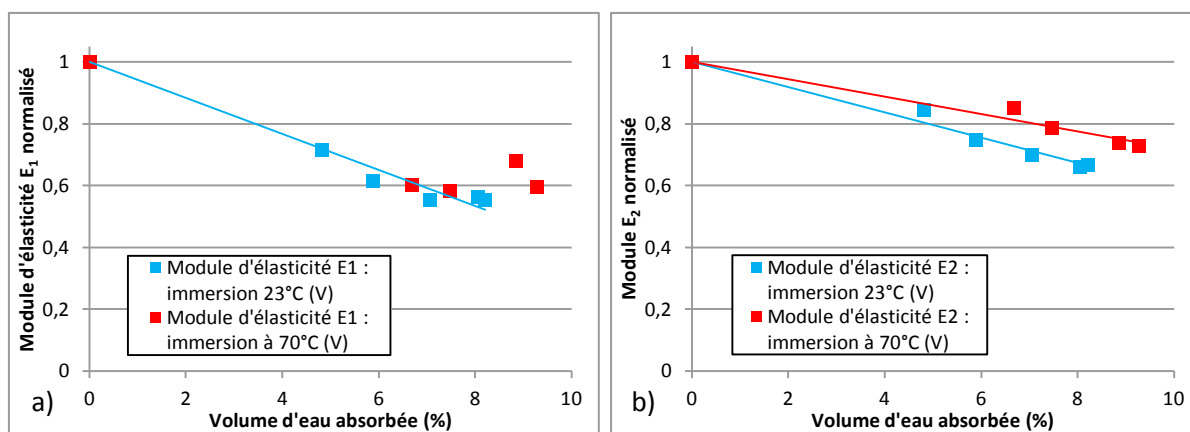 1
0,8
0,6
0,4
0,2
0
Module d'élasticité E1 normalisé
Module d'élasticité E1 :
immersion 23°C (V)
Module d'élasticité E1 :
immersion à 70°C (V)
0 2 4 6 8 10
a) Volume d'eau absorbée (%)
1
0,8
0,6
0,4
0,2
0
Module E2 normalisé
Module d'élasticité E2 :
immersion 23°C (V)
Module d'élasticité E2 :
immersion à 70°C (V)
0 2 4 6 8 10
b) Volume d'eau absorbée (%)